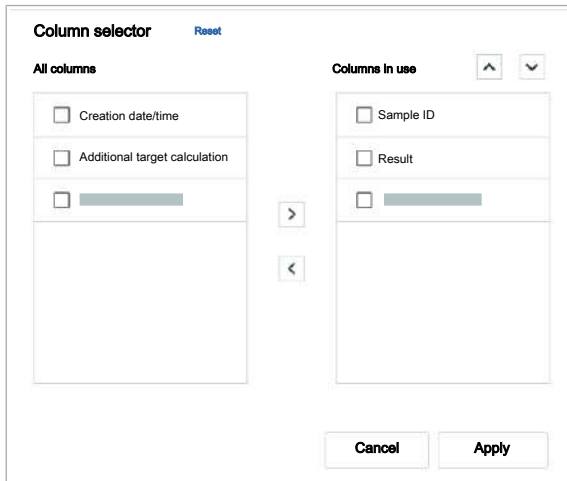 Column selector Reset
All columns Columns in use
Creation date/time Sample ID
Additional target calculation Result
Cancel Apply